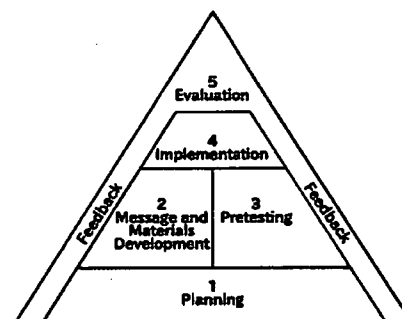 5
Evaluation
4
Implementation
Feedback
Feedback
2
Message and
Materials
Development
3
Pretesting
1
Planning